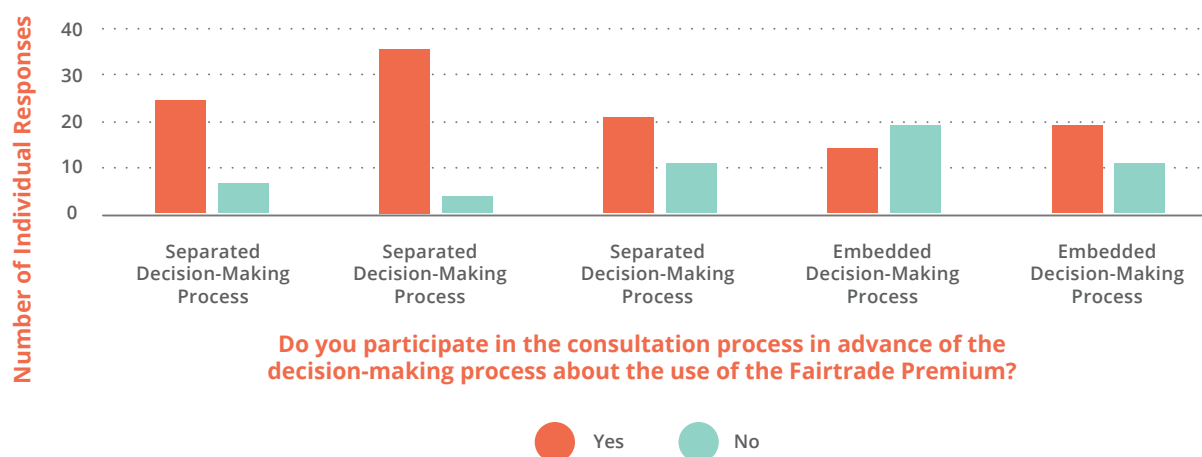 Number of Individual Responses
40
30
20
10
0
Separated
Decision-Making
Process
Separated
Decision-Making
Process
Separated
Decision-Making
Process
Embedded
Decision-Making
Process
Embedded
Decision-Making
Process
Do you participate in the consultation process in advance of the
decision-making process about the use of the Fairtrade Premium?
Yes
No